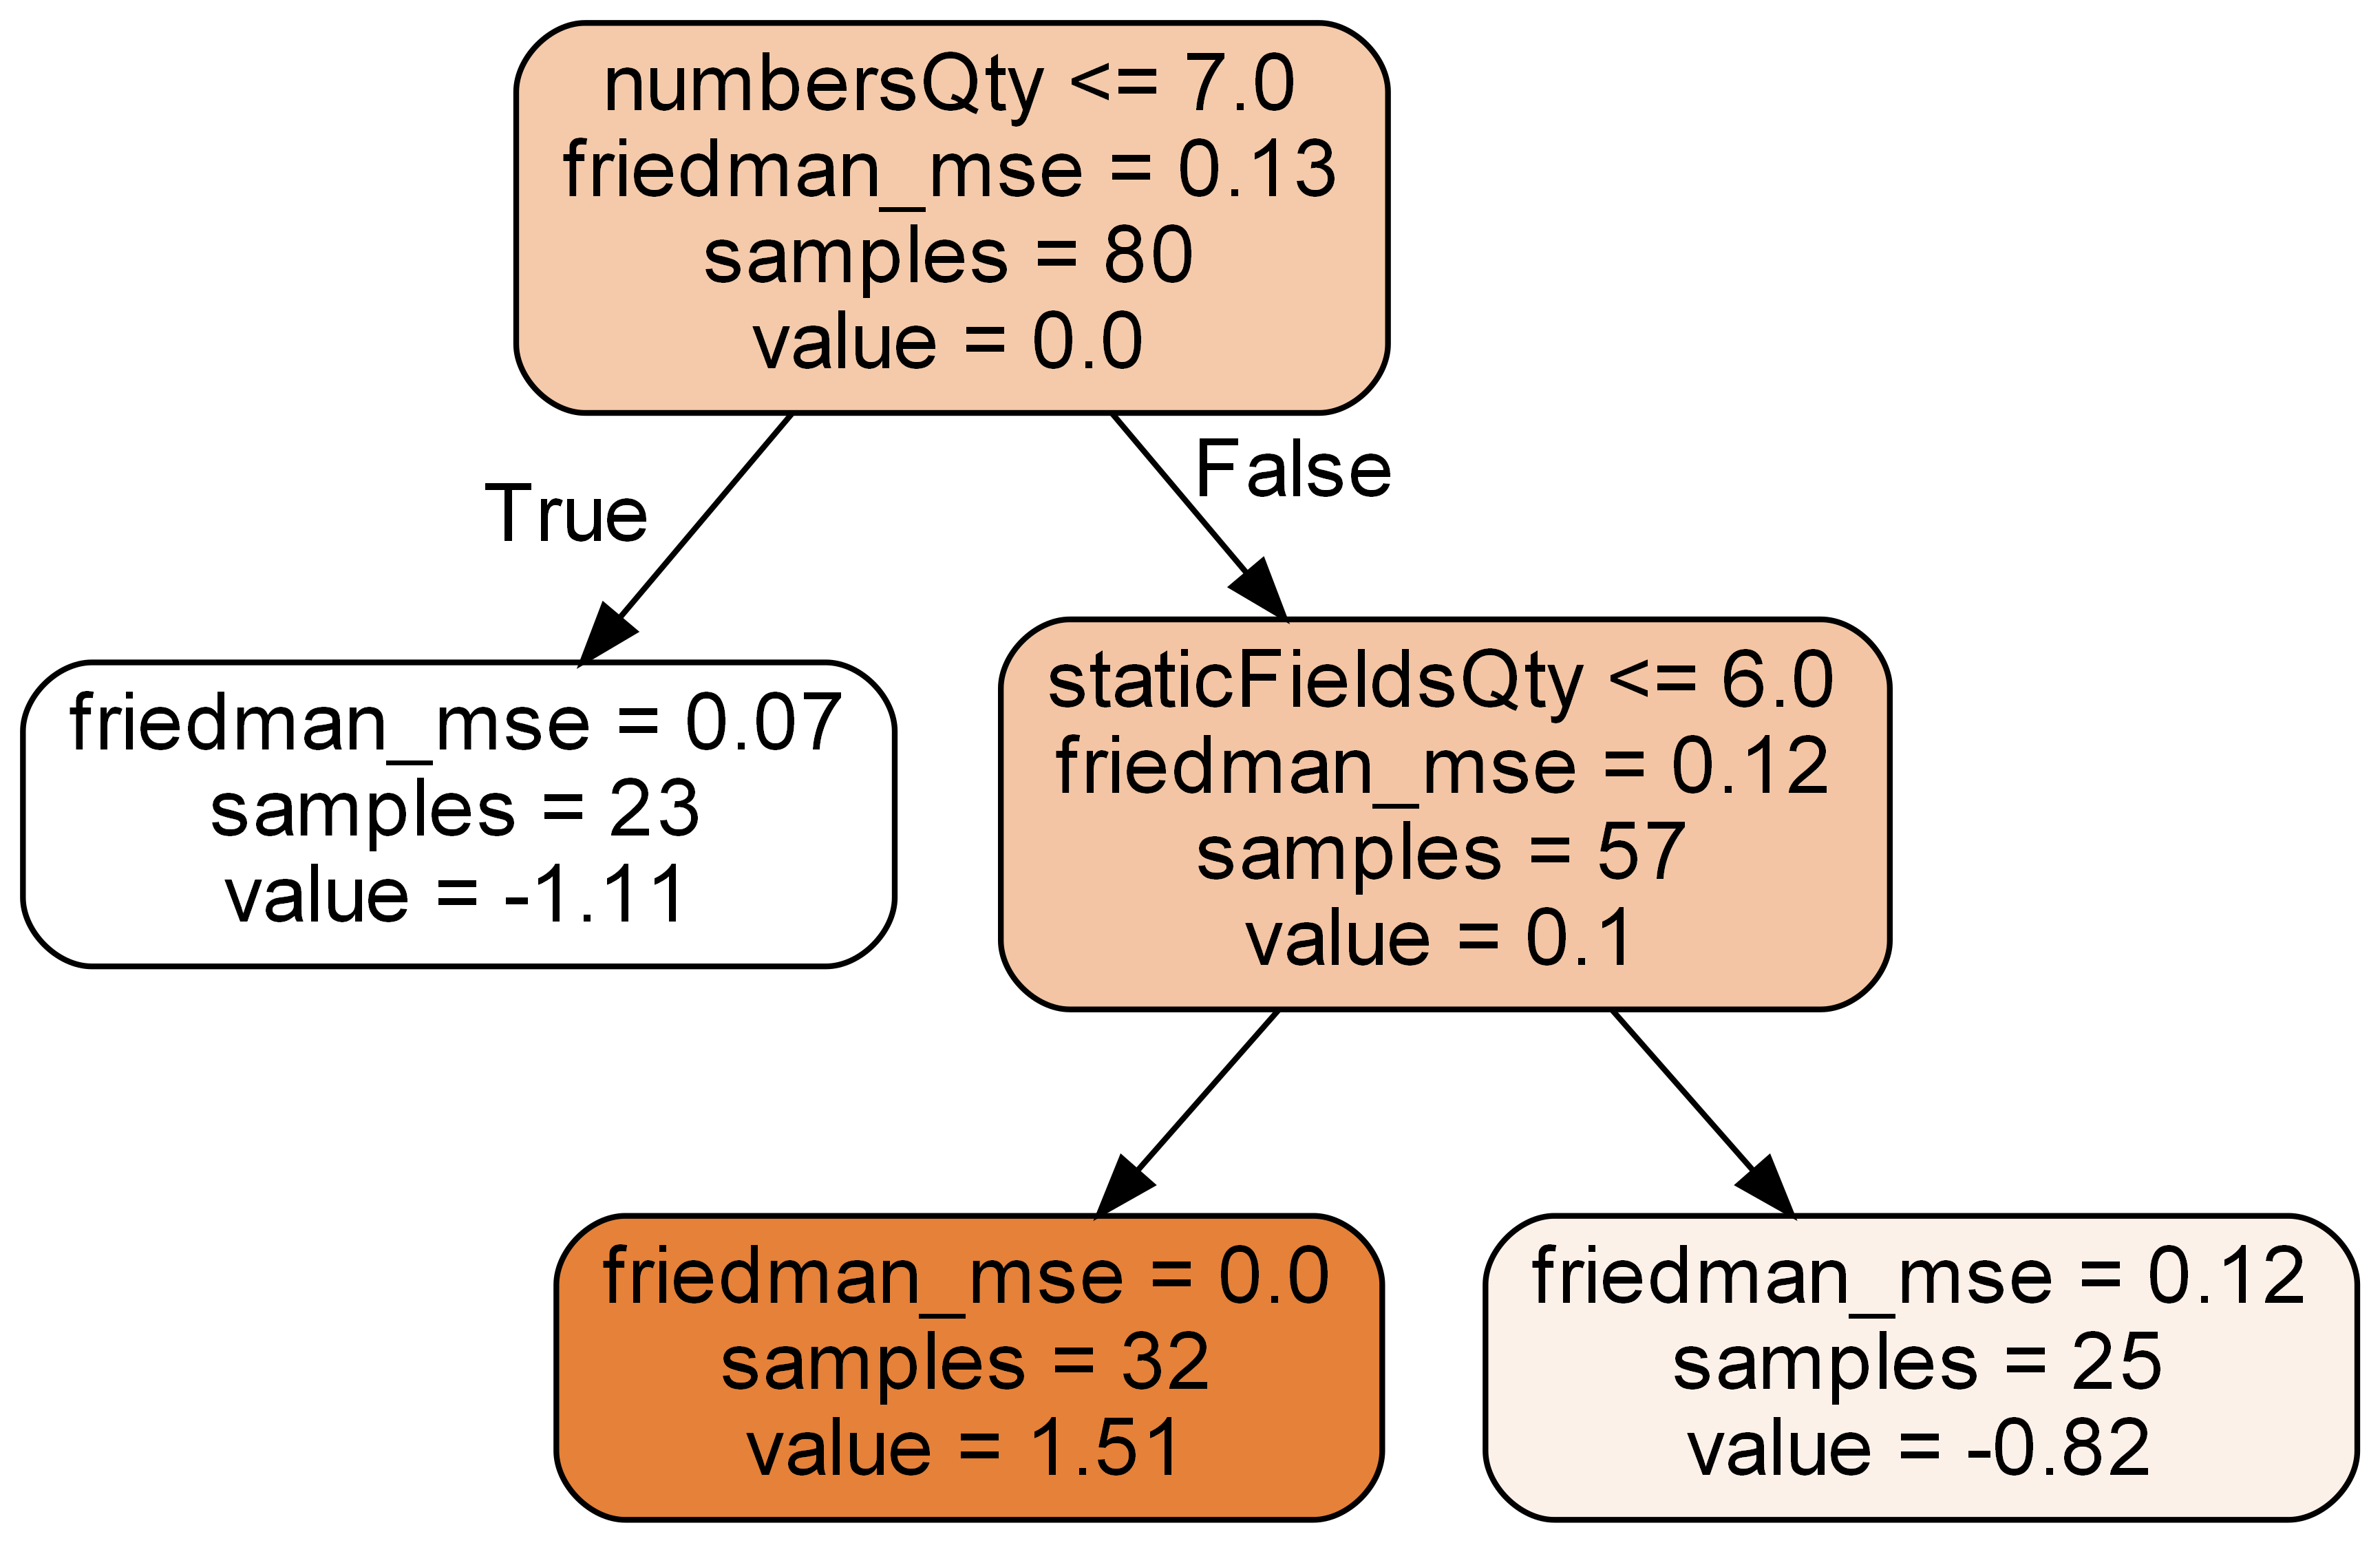 numbersQty <= 7.0
friedman_mse = 0.13
samples = 80
value = 0.0
True
False
friedman_mse = 0.07
samples = 23
value = -1.11
staticFieldsQty <= 6.0
friedman_mse = 0.12
samples = 57
value = 0.1
friedman_mse = 0.0
samples = 32
value = 1.51
friedman_mse = 0.12
samples = 25
value = -0.82